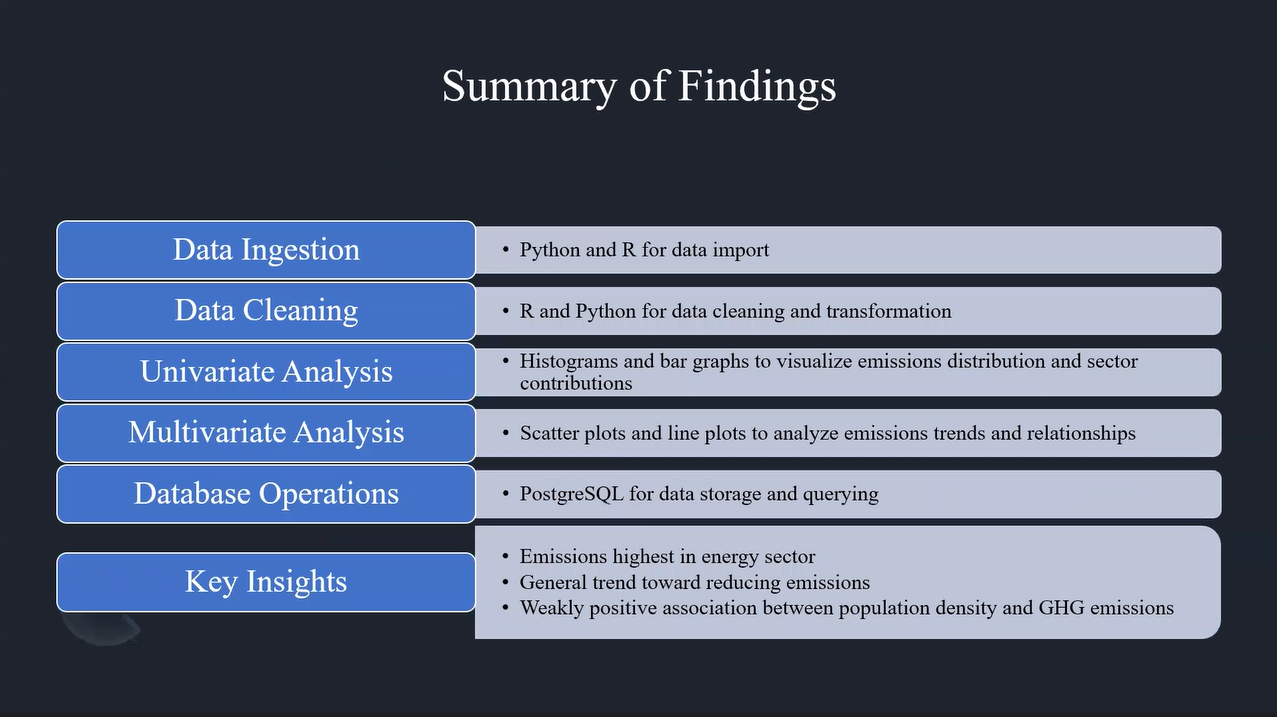 Summary of Findings
Data Ingestion
• Python and R for data import
Data Cleaning
• R and Python for data cleaning and transformation
Univariate Analysis
• Histograms and bar graphs to visualize emissions distribution and sector
contributions
Multivariate Analysis
• Scatter plots and line plots to analyze emissions trends and relationships
Database Operations
• PostgreSQL for data storage and querying
Key Insights
• Emissions highest in energy sector
• General trend toward reducing emissions
• Weakly positive association between population density and GHG emissions